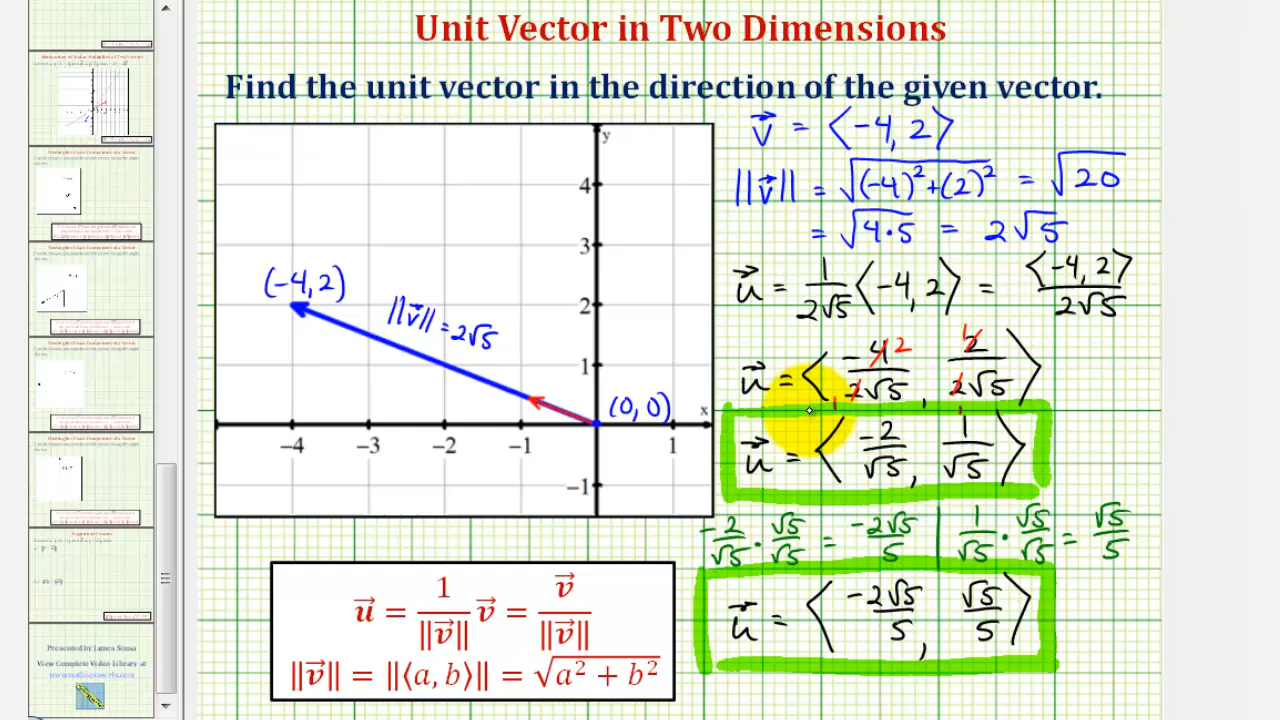 Unit Vector in Two Dimensions
Find the unit vector in the direction of the given vector.
y
4
3
2
1
−1
−4 −3 −2 −1 1
x
(-4, 2)
||v⃗|| = 2√5
(0, 0)
v⃗ = ⟨-4, 2⟩
||v⃗|| = √((-4)² + (2)²) = √20
= √(4·5) = 2√5
u⃗ = 1/(2√5) ⟨-4, 2⟩ = ⟨-4, 2⟩/(2√5)
u⃗ = ⟨-4/(2√5), 2/(2√5)⟩
2 1
1 1
u⃗ = ⟨-2/√5, 1/√5⟩
-2/√5 · √5/√5 = -2√5/5 | 1/√5 · √5/√5 = √5/5
u⃗ = ⟨-2√5/5, √5/5⟩
u⃗ = 1/‖v⃗‖ v⃗ = v⃗/‖v⃗‖
‖v⃗‖ = ‖⟨a, b⟩‖ = √(a² + b²)
Presented by James Sousa
View Complete Video Library at